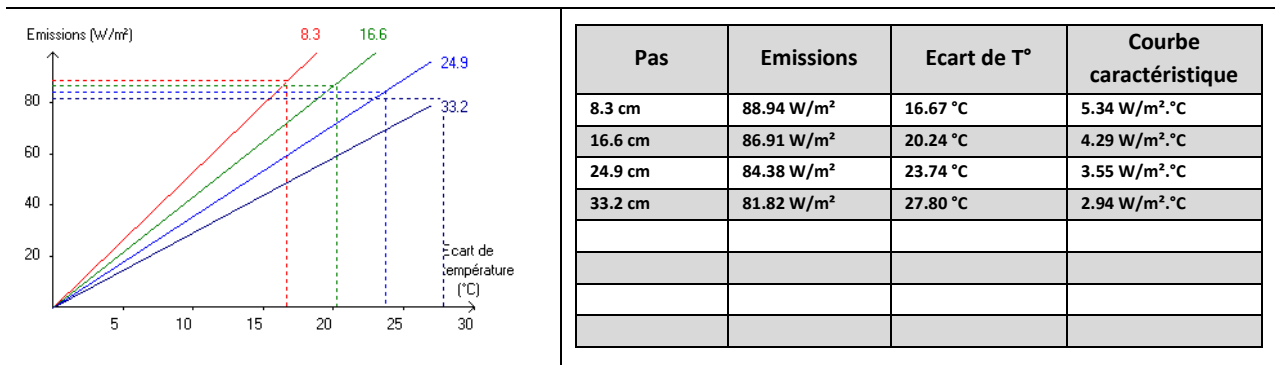 Emissions (W/m²)
8.3 16.6
24.9
33.2
80
60
40
20
Ecart de
température
(°C)
5 10 15 20 25 30
Pas Emissions Ecart de T° Courbe caractéristique
8.3 cm 88.94 W/m² 16.67 °C 5.34 W/m².°C
16.6 cm 86.91 W/m² 20.24 °C 4.29 W/m².°C
24.9 cm 84.38 W/m² 23.74 °C 3.55 W/m².°C
33.2 cm 81.82 W/m² 27.80 °C 2.94 W/m².°C